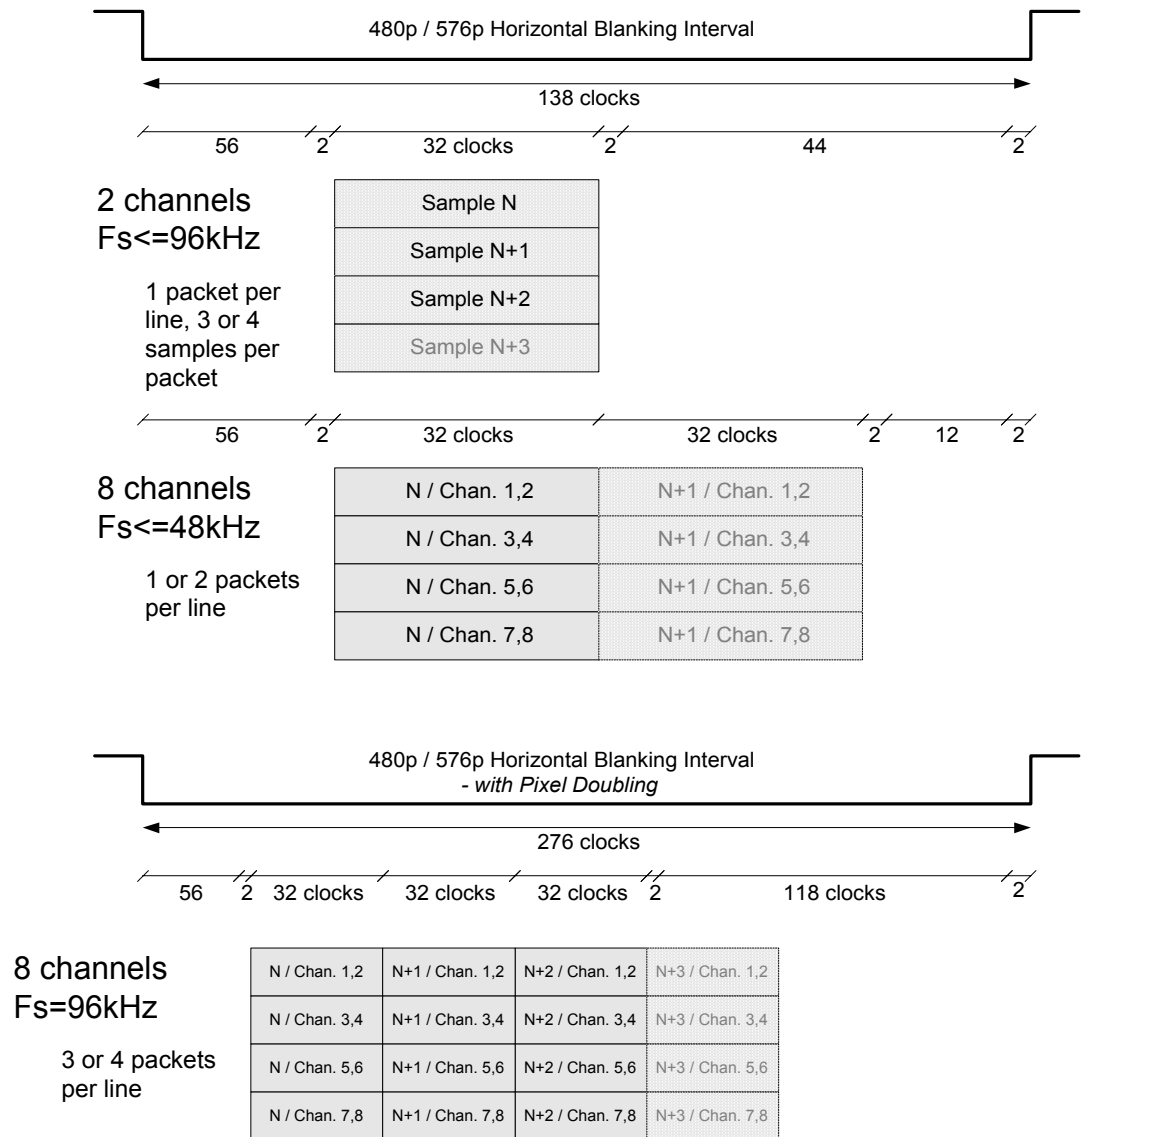 480p / 576p Horizontal Blanking Interval
138 clocks
56 2 32 clocks 2 44 2
2 channels
Fs<=96kHz
1 packet per
line, 3 or 4
samples per
packet
Sample N
Sample N+1
Sample N+2
Sample N+3
56 2 32 clocks 32 clocks 2 12 2
8 channels
Fs<=48kHz
1 or 2 packets
per line
N / Chan. 1,2 N+1 / Chan. 1,2
N / Chan. 3,4 N+1 / Chan. 3,4
N / Chan. 5,6 N+1 / Chan. 5,6
N / Chan. 7,8 N+1 / Chan. 7,8
480p / 576p Horizontal Blanking Interval
- with Pixel Doubling
276 clocks
56 2 32 clocks 32 clocks 32 clocks 2 118 clocks 2
8 channels
Fs=96kHz
3 or 4 packets
per line
N / Chan. 1,2 N+1 / Chan. 1,2 N+2 / Chan. 1,2 N+3 / Chan. 1,2
N / Chan. 3,4 N+1 / Chan. 3,4 N+2 / Chan. 3,4 N+3 / Chan. 3,4
N / Chan. 5,6 N+1 / Chan. 5,6 N+2 / Chan. 5,6 N+3 / Chan. 5,6
N / Chan. 7,8 N+1 / Chan. 7,8 N+2 / Chan. 7,8 N+3 / Chan. 7,8